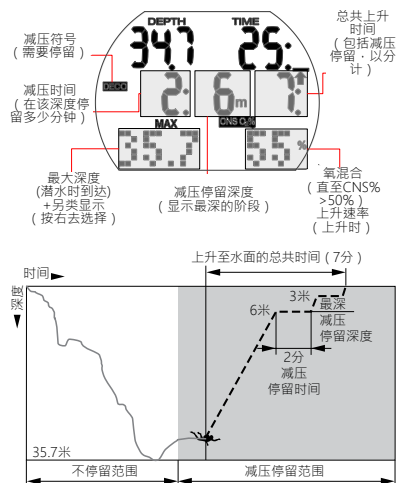 DEPTH
TIME
34.7
25:
减压符号
(需要停留)
总共上升
时间
(包括减压
停留,以分
计)
DECO
减压时间
(在该深度停
留多少分钟)
2:
6m
7:
MAX
CNS O₂%
35.7
55%
最大深度
(潜水时到达)
+另类显示
(按右去选择)
减压停留深度
(显示最深的阶段)
氧混合
(直至CNS%
>50%)
上升速率
(上升时)
上升至水面的总共时间(7分)
时间
深度
3米
6米
最深
减压
停留深度
2分
减压
停留时间
35.7米
不停留范围
减压停留范围